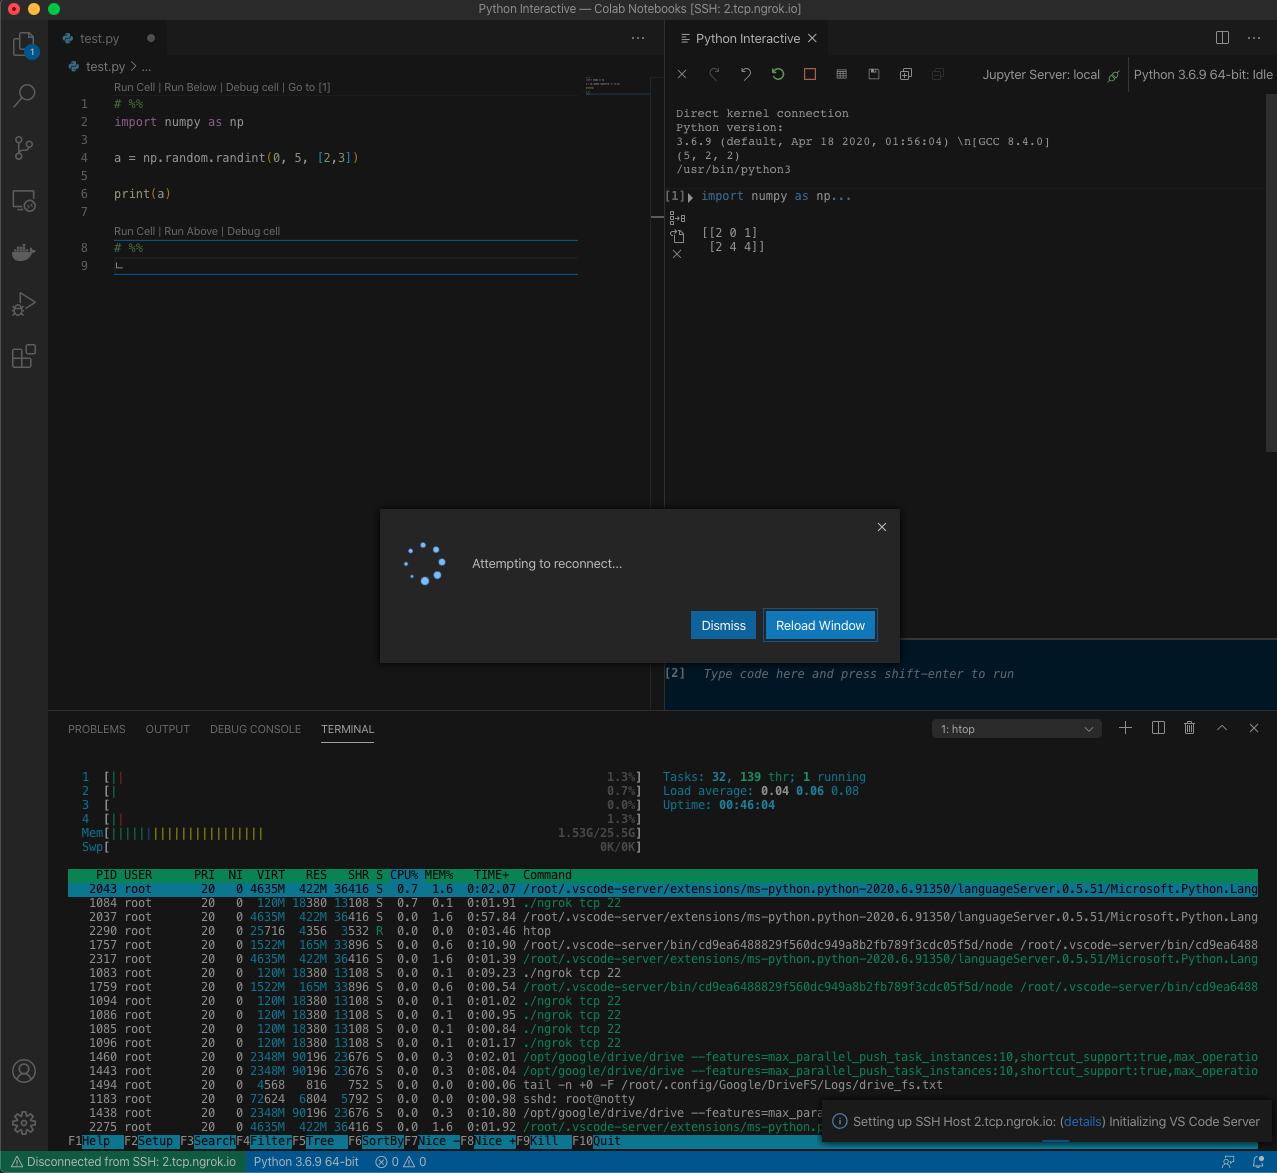 Python Interactive — Colab Notebooks [SSH: 2.tcp.ngrok.io]
1
test.py
test.py > ...
Run Cell | Run Below | Debug cell | Go to [1]
1 # %%
2 import numpy as np
3
4 a = np.random.randint(0, 5, [2,3])
5
6 print(a)
7
Run Cell | Run Above | Debug cell
8 # %%
9
Python Interactive
Jupyter Server: local
Python 3.6.9 64-bit: Idle
Direct kernel connection
Python version:
3.6.9 (default, Apr 18 2020, 01:56:04) \n[GCC 8.4.0]
(5, 2, 2)
/usr/bin/python3
[1] import numpy as np...
[[2 0 1]
[2 4 4]]
Attempting to reconnect...
Dismiss
Reload Window
[2] Type code here and press shift-enter to run
PROBLEMS OUTPUT DEBUG CONSOLE TERMINAL
1: htop
1 [|| 1.3%] Tasks: 32, 139 thr; 1 running
2 [| 0.7%] Load average: 0.04 0.06 0.08
3 [ 0.0%] Uptime: 00:46:04
4 [|| 1.3%]
Mem[|||||||||||||||||||||| 1.53G/25.5G]
Swp[ 0K/0K]
PID USER PRI NI VIRT RES SHR S CPU% MEM% TIME+ Command
2043 root 20 0 4635M 422M 36416 S 0.7 1.6 0:02.07 /root/.vscode-server/extensions/ms-python.python-2020.6.91350/languageServer.0.5.51/Microsoft.Python.Lang
1084 root 20 0 120M 18380 13108 S 0.7 0.1 0:01.91 ./ngrok tcp 22
2037 root 20 0 4635M 422M 36416 S 0.0 1.6 0:57.84 /root/.vscode-server/extensions/ms-python.python-2020.6.91350/languageServer.0.5.51/Microsoft.Python.Lang
2290 root 20 0 25716 4356 3532 R 0.0 0.0 0:03.46 htop
1757 root 20 0 1522M 165M 33896 S 0.0 0.6 0:10.90 /root/.vscode-server/bin/cd9ea6488829f560dc949a8b2fb789f3cdc05f5d/node /root/.vscode-server/bin/cd9ea6488
2317 root 20 0 4635M 422M 36416 S 0.0 1.6 0:01.39 /root/.vscode-server/extensions/ms-python.python-2020.6.91350/languageServer.0.5.51/Microsoft.Python.Lang
1083 root 20 0 120M 18380 13108 S 0.0 0.1 0:09.23 ./ngrok tcp 22
1759 root 20 0 1522M 165M 33896 S 0.0 0.6 0:00.54 /root/.vscode-server/bin/cd9ea6488829f560dc949a8b2fb789f3cdc05f5d/node /root/.vscode-server/bin/cd9ea6488
1094 root 20 0 120M 18380 13108 S 0.0 0.1 0:01.02 ./ngrok tcp 22
1086 root 20 0 120M 18380 13108 S 0.0 0.1 0:00.95 ./ngrok tcp 22
1085 root 20 0 120M 18380 13108 S 0.0 0.1 0:00.84 ./ngrok tcp 22
1096 root 20 0 120M 18380 13108 S 0.0 0.1 0:01.17 ./ngrok tcp 22
1460 root 20 0 2348M 90196 23676 S 0.0 0.3 0:02.01 /opt/google/drive/drive --features=max_parallel_push_task_instances:10,shortcut_support:true,max_operatio
1443 root 20 0 2348M 90196 23676 S 0.0 0.3 0:08.04 /opt/google/drive/drive --features=max_parallel_push_task_instances:10,shortcut_support:true,max_operatio
1494 root 20 0 4568 816 752 S 0.0 0.0 0:00.06 tail -n +0 -F /root/.config/Google/DriveFS/Logs/drive_fs.txt
1183 root 20 0 72624 6804 5792 S 0.0 0.0 0:00.98 sshd: root@notty
1438 root 20 0 2348M 90196 23676 S 0.0 0.3 0:10.80 /opt/google/drive/drive --features=max_para
2275 root 20 0 4635M 422M 36416 S 0.0 1.6 0:01.92 /root/.vscode-server/extensions/ms-python.p
F1Help F2Setup F3SearchF4FilterF5Tree F6SortByF7Nice -F8Nice +F9Kill F10Quit
Setting up SSH Host 2.tcp.ngrok.io: (details) Initializing VS Code Server
Disconnected from SSH: 2.tcp.ngrok.io Python 3.6.9 64-bit 0 0